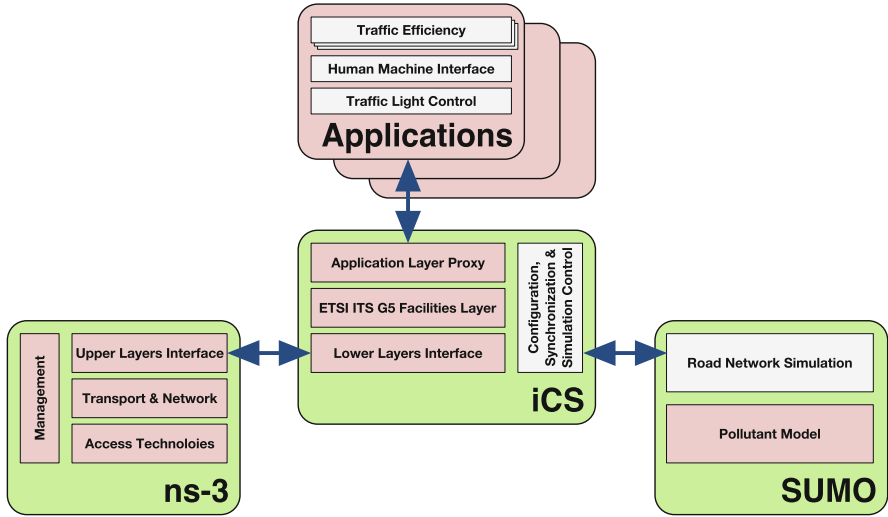 Traffic Efficiency
Human Machine Interface
Traffic Light Control
Applications
Application Layer Proxy
ETSI ITS G5 Facilities Layer
Lower Layers Interface
Configuration,
Synchronization &
Simulation Control
iCS
Management
Upper Layers Interface
Transport & Network
Access Technoloies
ns-3
Road Network Simulation
Pollutant Model
SUMO